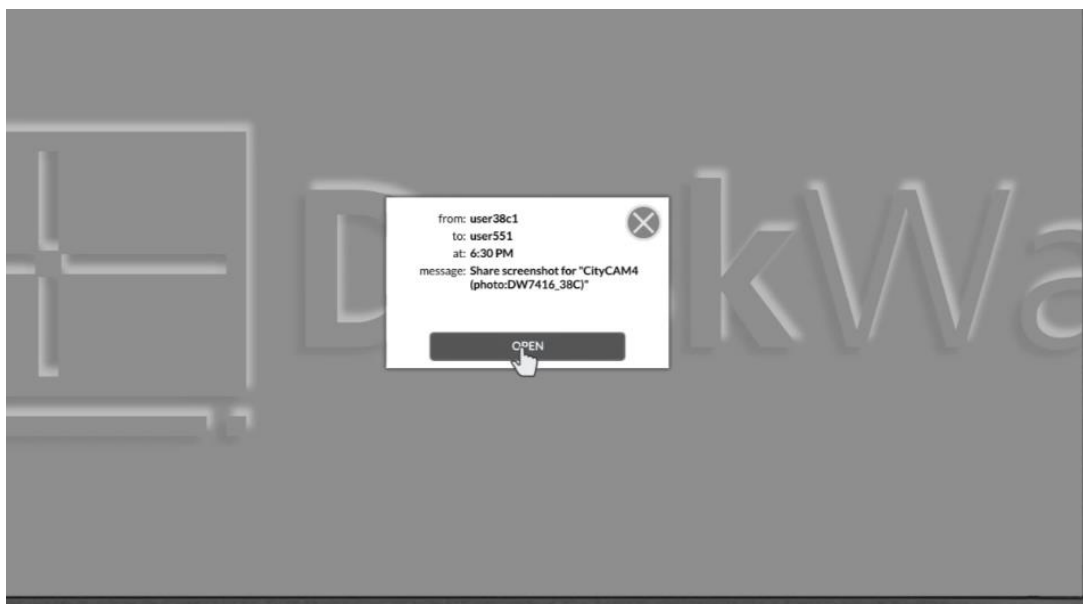 from: user38c1
to: user551
at: 6:30 PM
message: Share screenshot for "CityCAM4
(photo:DW7416_38C)"
OPEN